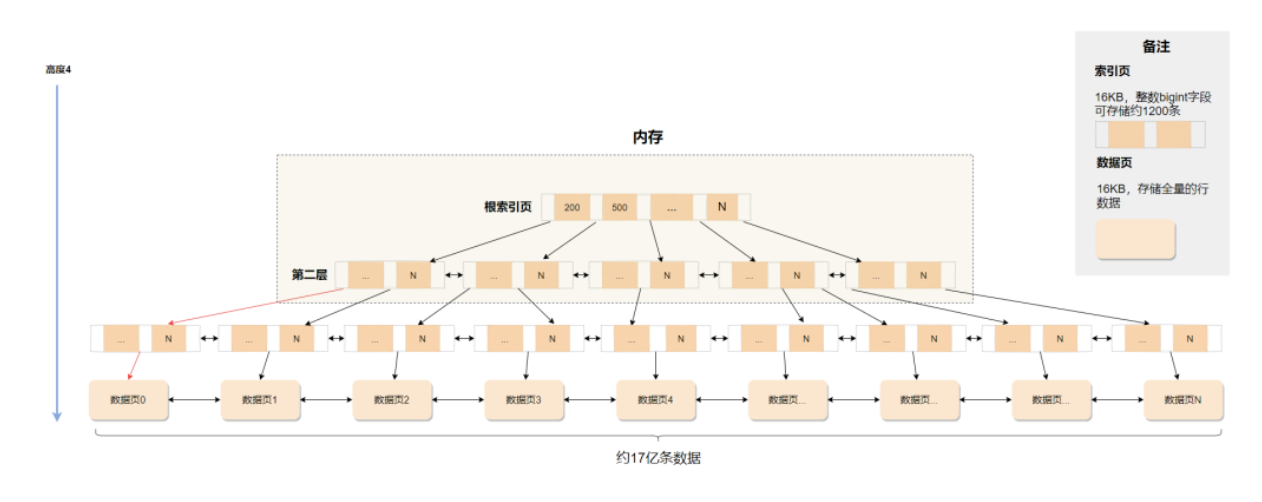 备注
高度4
索引页
16KB，整数bigint字段
可存储约1200条
内存
数据页
16KB，存储全量的行
数据
根索引页 200 500 ... N
第二层 ... N ... N ... N ... N ... N
... N ... N ... N ... N ... N ... N ... N ... N ... N
数据页0 数据页1 数据页2 数据页3 数据页4 数据页... 数据页... 数据页... 数据页N
约17亿条数据